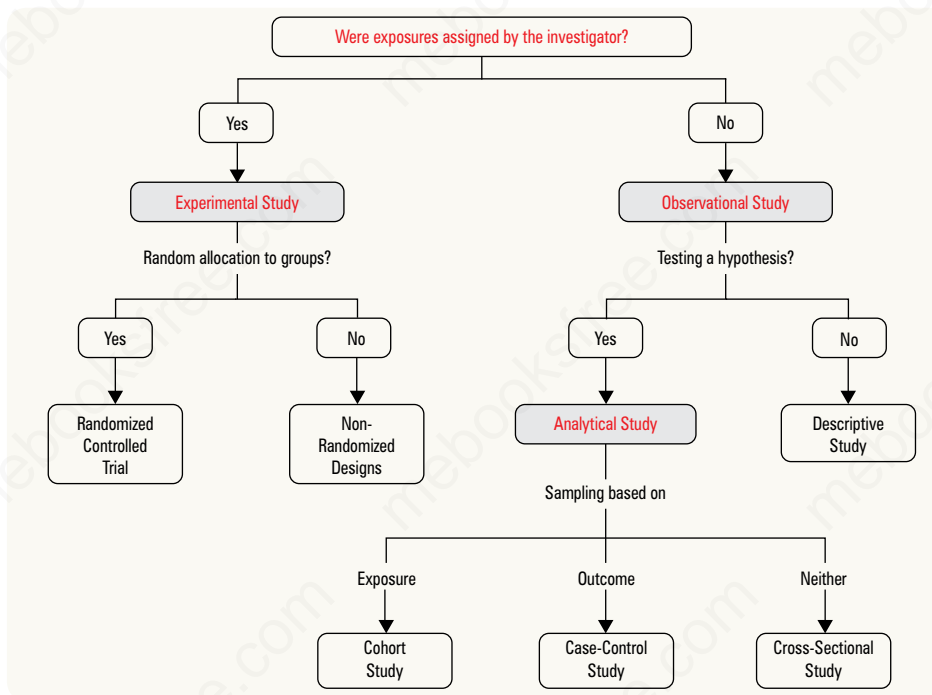 Were exposures assigned by the investigator?
Yes
No
Experimental Study
Observational Study
Random allocation to groups?
Testing a hypothesis?
Yes
No
Yes
No
Randomized
Controlled
Trial
Non-
Randomized
Designs
Analytical Study
Descriptive
Study
Sampling based on
Exposure
Outcome
Neither
Cohort
Study
Case-Control
Study
Cross-Sectional
Study
mebooksfree.com